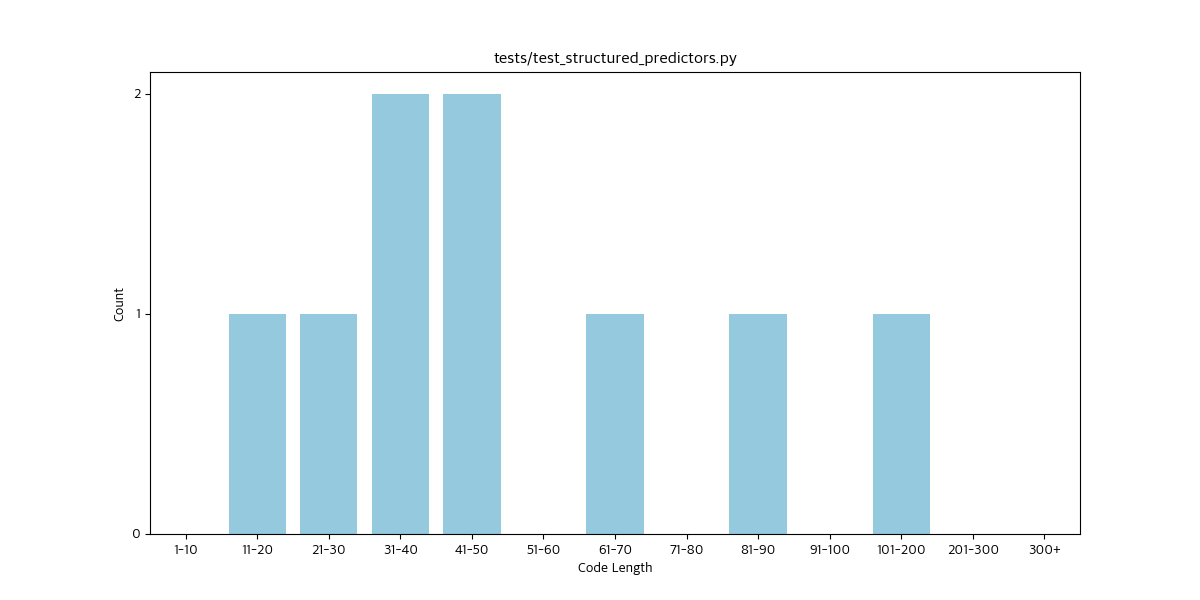 tests/test_structured_predictors.py
2
1
0
Count
1-10 11-20 21-30 31-40 41-50 51-60 61-70 71-80 81-90 91-100 101-200 201-300 300+
Code Length